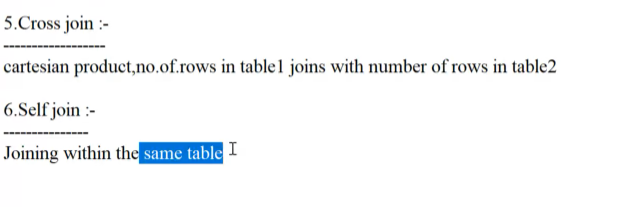 5.Cross join :-
------------------
cartesian product,no.of.rows in table1 joins with number of rows in table2
6.Self join :-
---------------
Joining within the same table